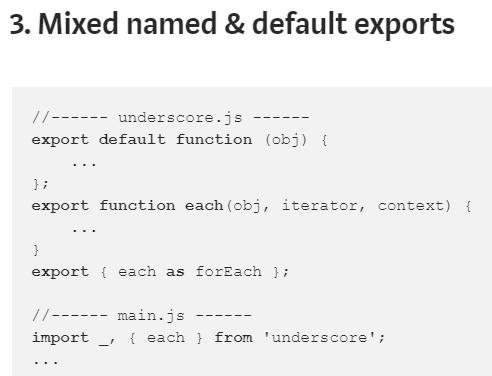 3. Mixed named & default exports
//------ underscore.js ------
export default function (obj) {
    ...
};
export function each(obj, iterator, context) {
    ...
}
export { each as forEach };
//------ main.js ------
import _, { each } from 'underscore';
...